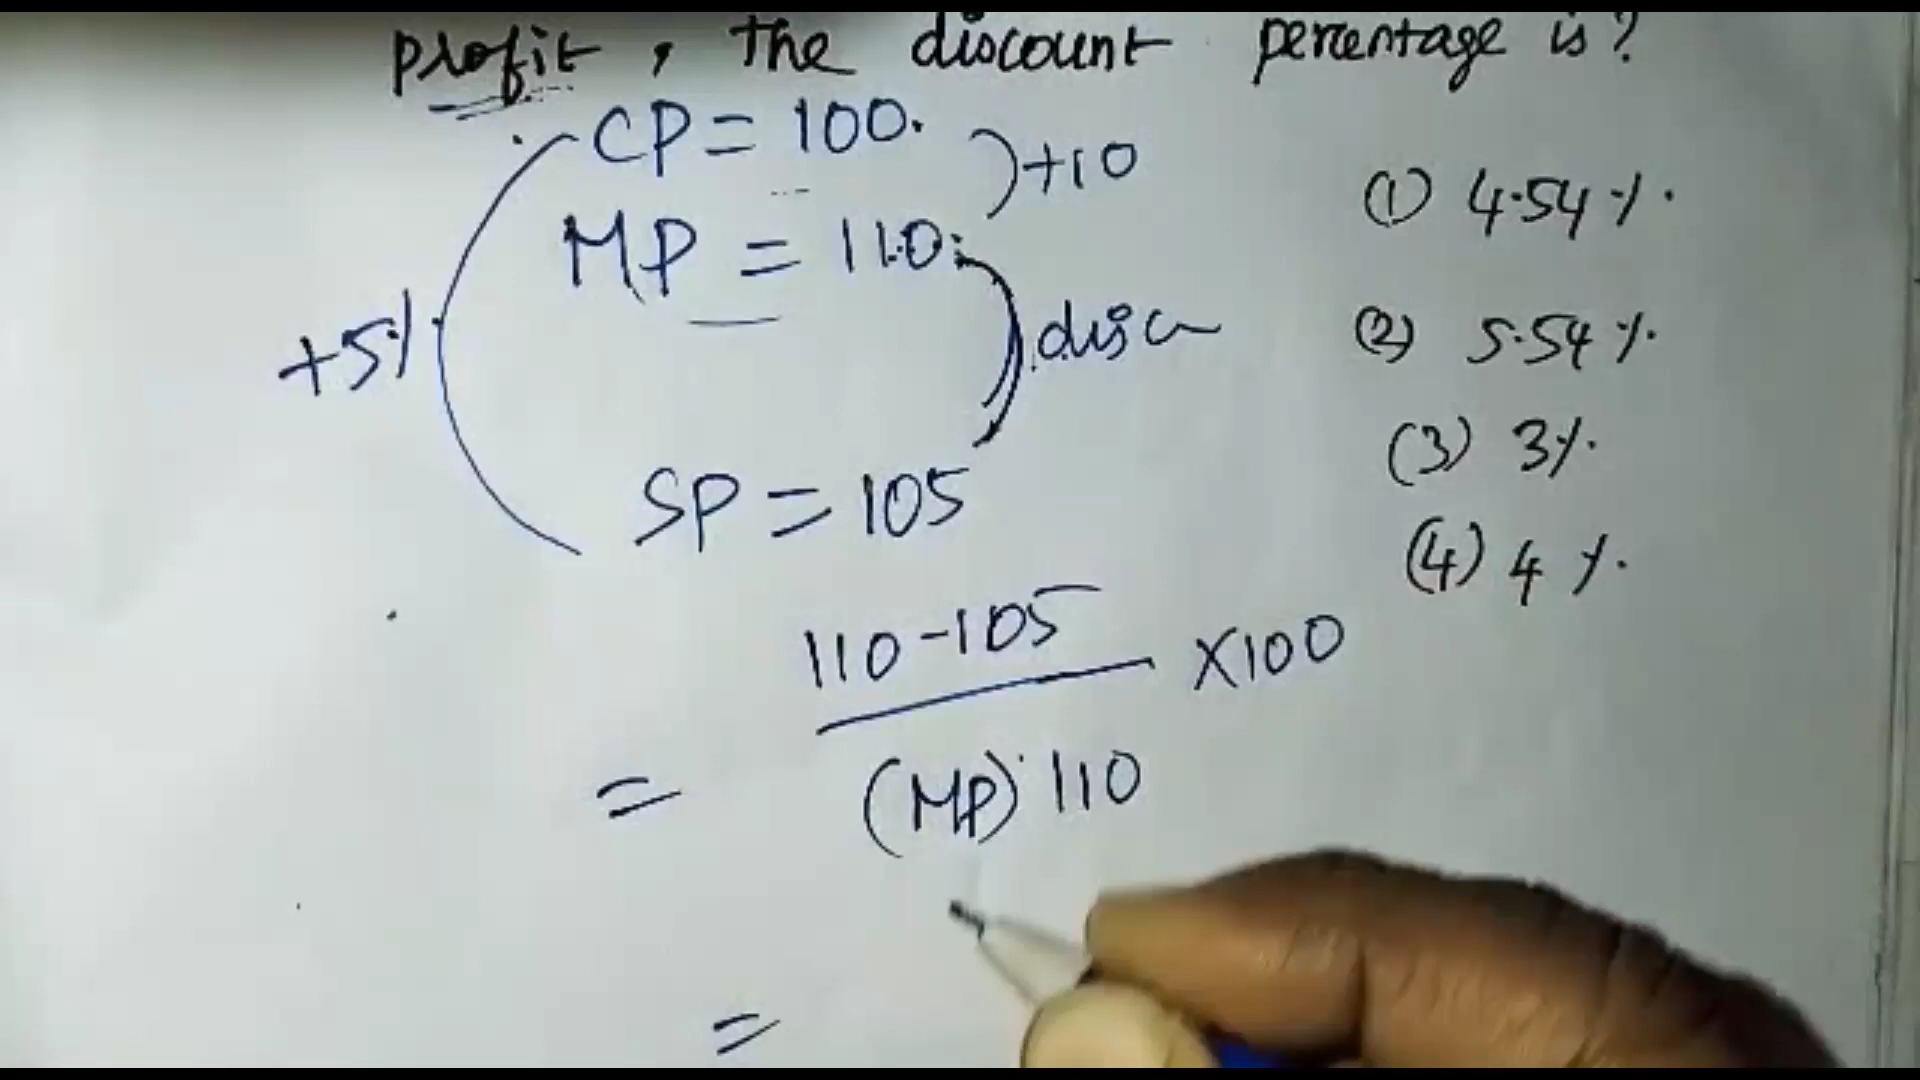 profit, the discount percentage is?
CP = 100.
+10
MP = 110.
+5%
disc
SP = 105
110-105
X100
=
(MP) 110
=
(1) 4.54 %.
(2) 5.54 %.
(3) 3%.
(4) 4 %.